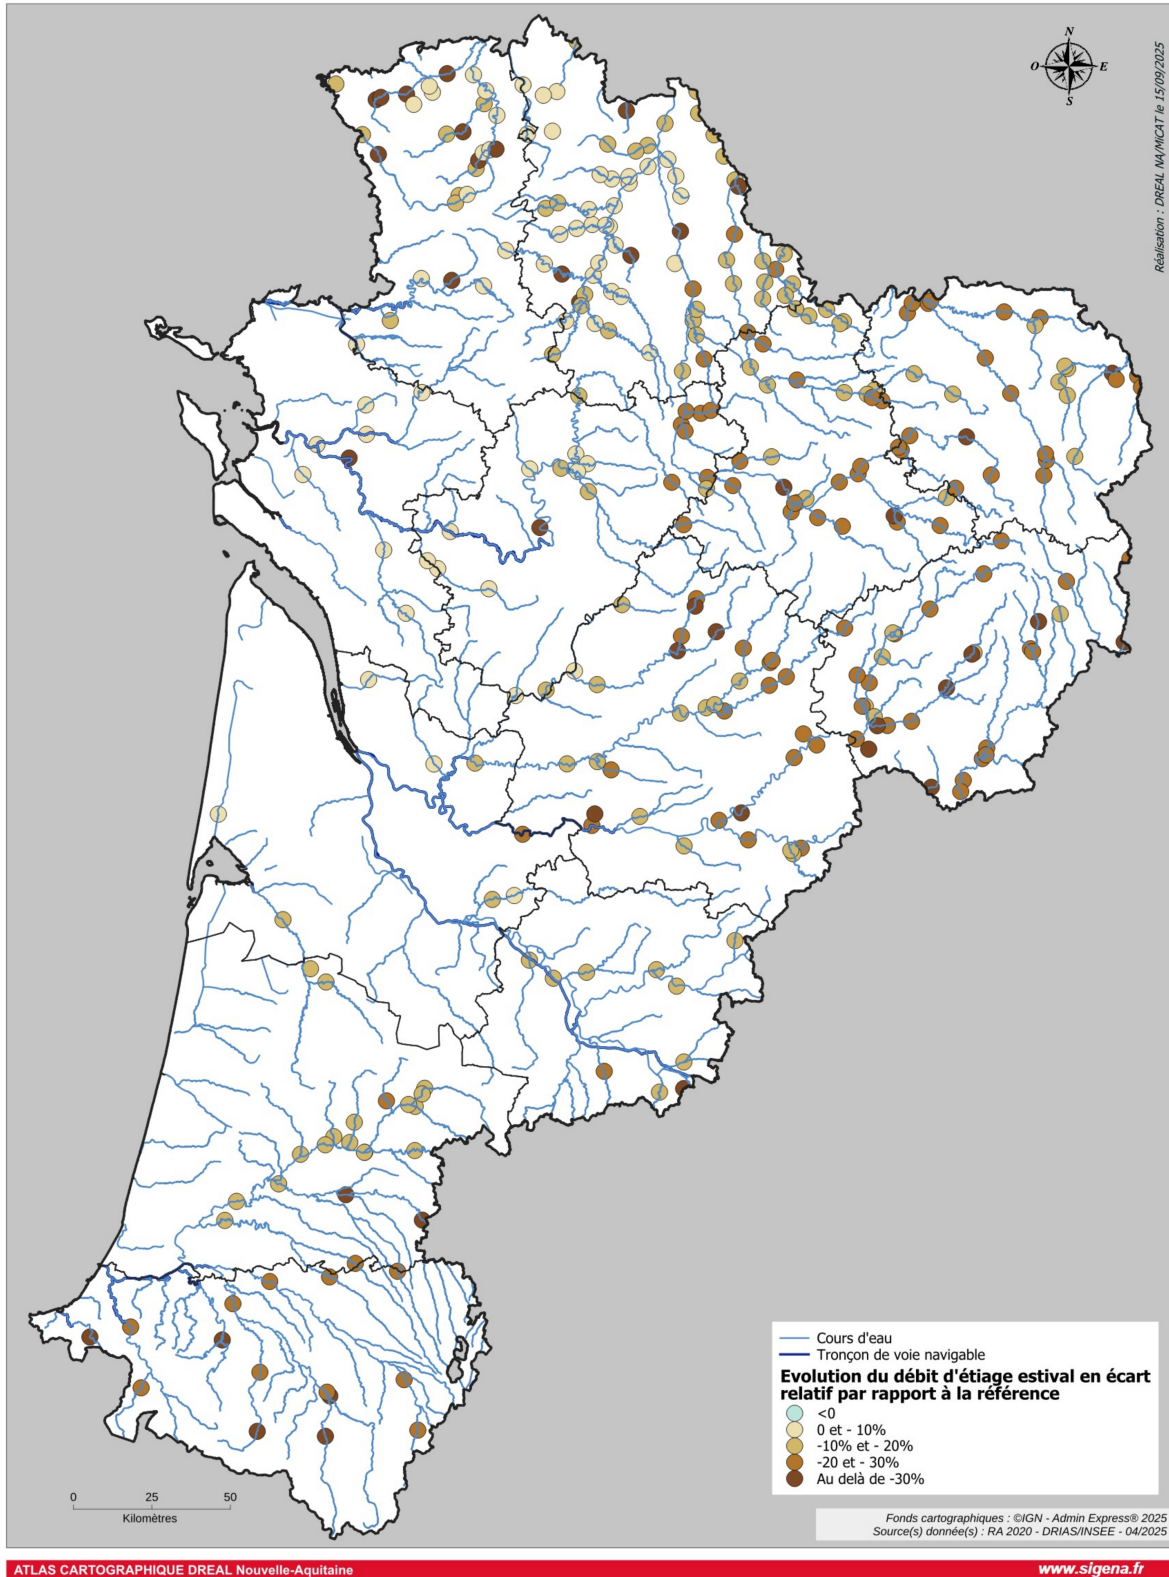 N
O
E
S
Réalisation : DREAL NA/MiCAT le 15/09/2025
Cours d'eau
Tronçon de voie navigable
Evolution du débit d'étiage estival en écart
relatif par rapport à la référence
<0
0 et - 10%
-10% et - 20%
-20 et - 30%
Au delà de -30%
0 25 50
Kilomètres
Fonds cartographiques : ©IGN - Admin Express® 2025
Source(s) donnée(s) : RA 2020 - DRIAS/INSEE - 04/2025
ATLAS CARTOGRAPHIQUE DREAL Nouvelle-Aquitaine
www.sigena.fr